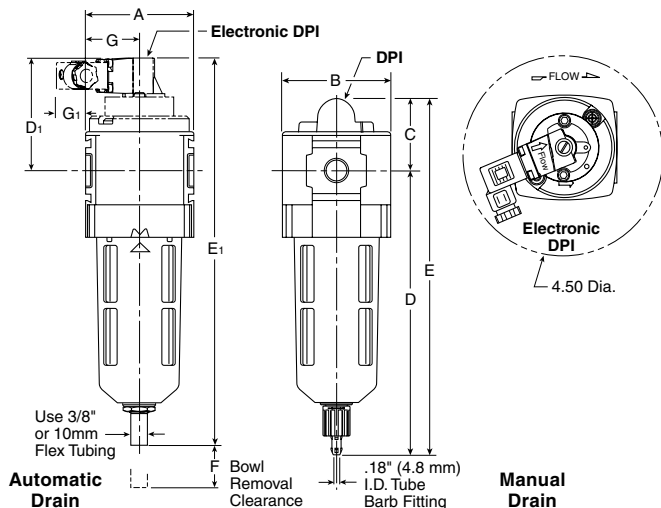 A
G
Electronic DPI
DPI
FLOW
B
G1
D1
C
Flow
E1
E
D
Electronic
DPI
4.50 Dia.
Use 3/8"
or 10mm
Flex Tubing
F
Bowl
Removal
Clearance
.18" (4.8 mm)
I.D. Tube
Barb Fitting
Automatic
Drain
Manual
Drain